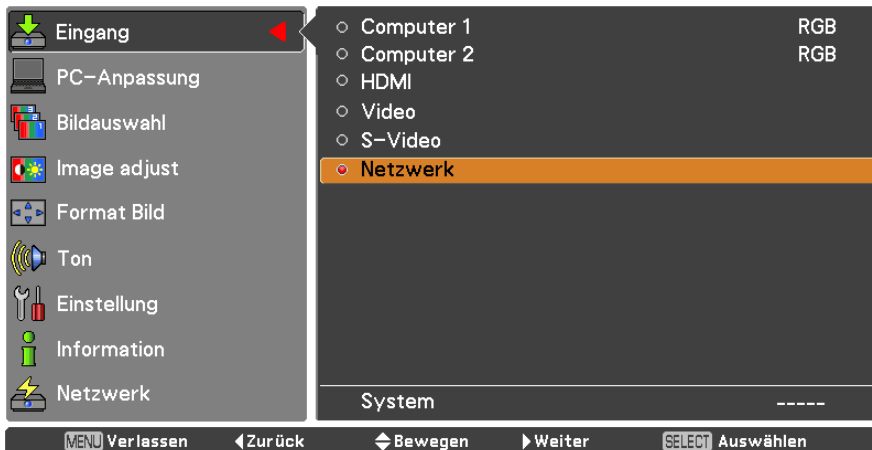 Eingang
PC-Anpassung
Bildauswahl
Image adjust
Format Bild
Ton
Einstellung
Information
Netzwerk
Computer 1 RGB
Computer 2 RGB
HDMI
Video
S-Video
Netzwerk
System -----
MENU Verlassen Zurück Bewegen Weiter SELECT Auswählen